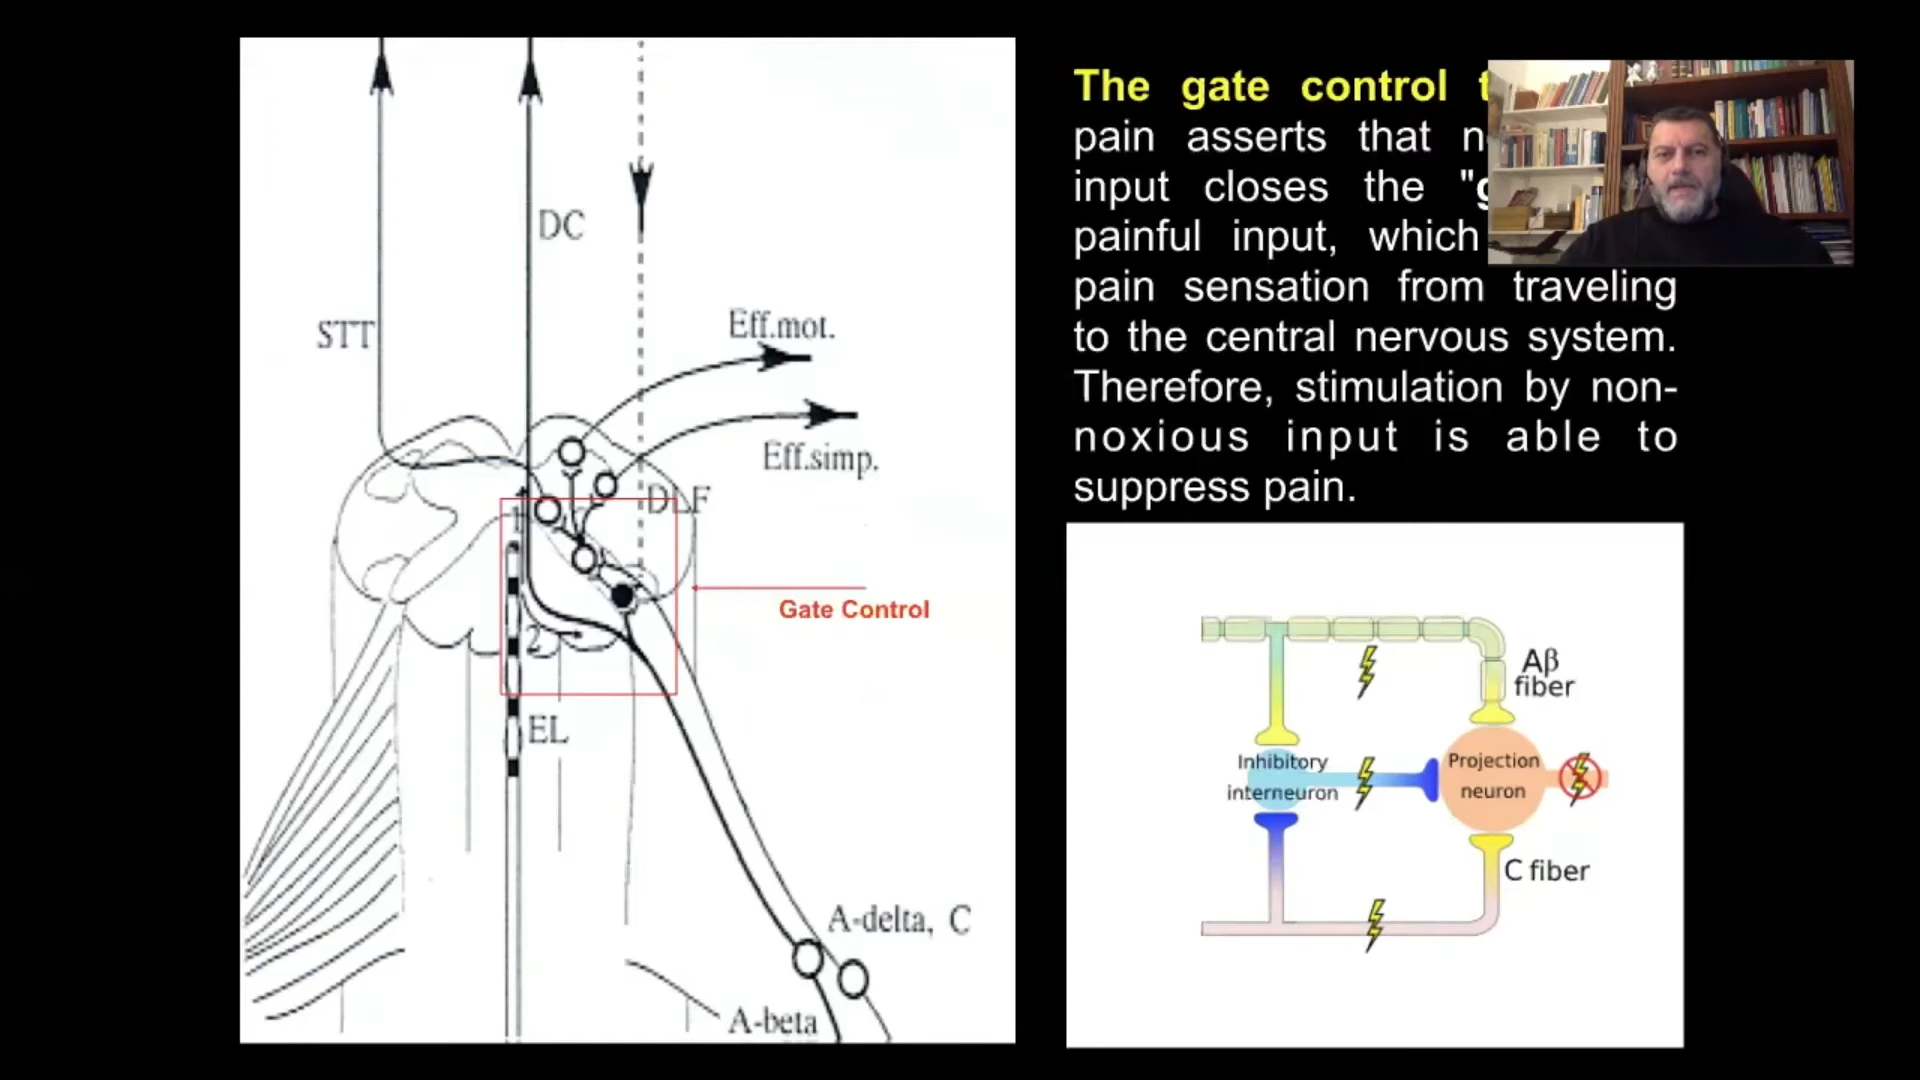 DC
STT
Eff.mot.
Eff.simp.
DLF
1
2
Gate Control
EL
A-delta, C
A-beta
The gate control
pain asserts that
input closes the "g
painful input, which
pain sensation from traveling
to the central nervous system.
Therefore, stimulation by non-
noxious input is able to
suppress pain.
Aβ
fiber
Inhibitory
interneuron
Projection
neuron
C fiber